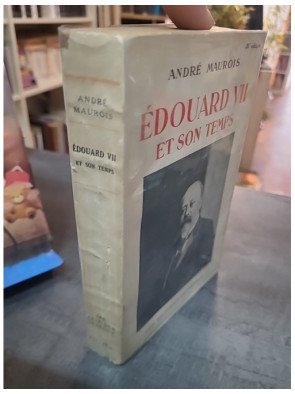 ANDRÉ
MAUROIS
ÉDOUARD VII
ET SON TEMPS
ANDRÉ MAUROIS
ÉDOUARD VII
ET SON TEMPS